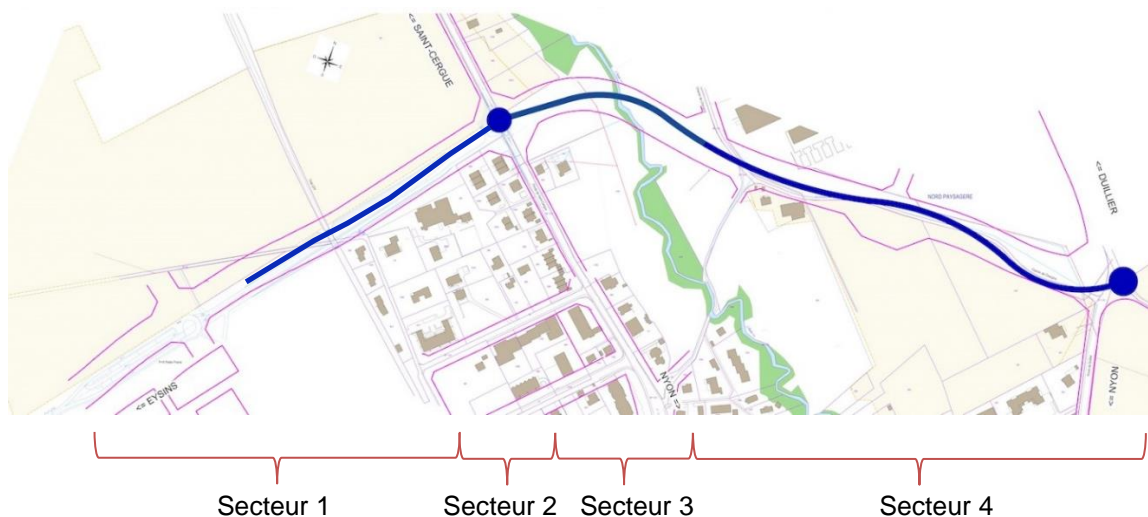 <= SAINT-CERGUE
<= DUILLIER
NORD PAYSAGERE
<= EYSINS
NYON =>
<= NYON
Secteur 1
Secteur 2
Secteur 3
Secteur 4